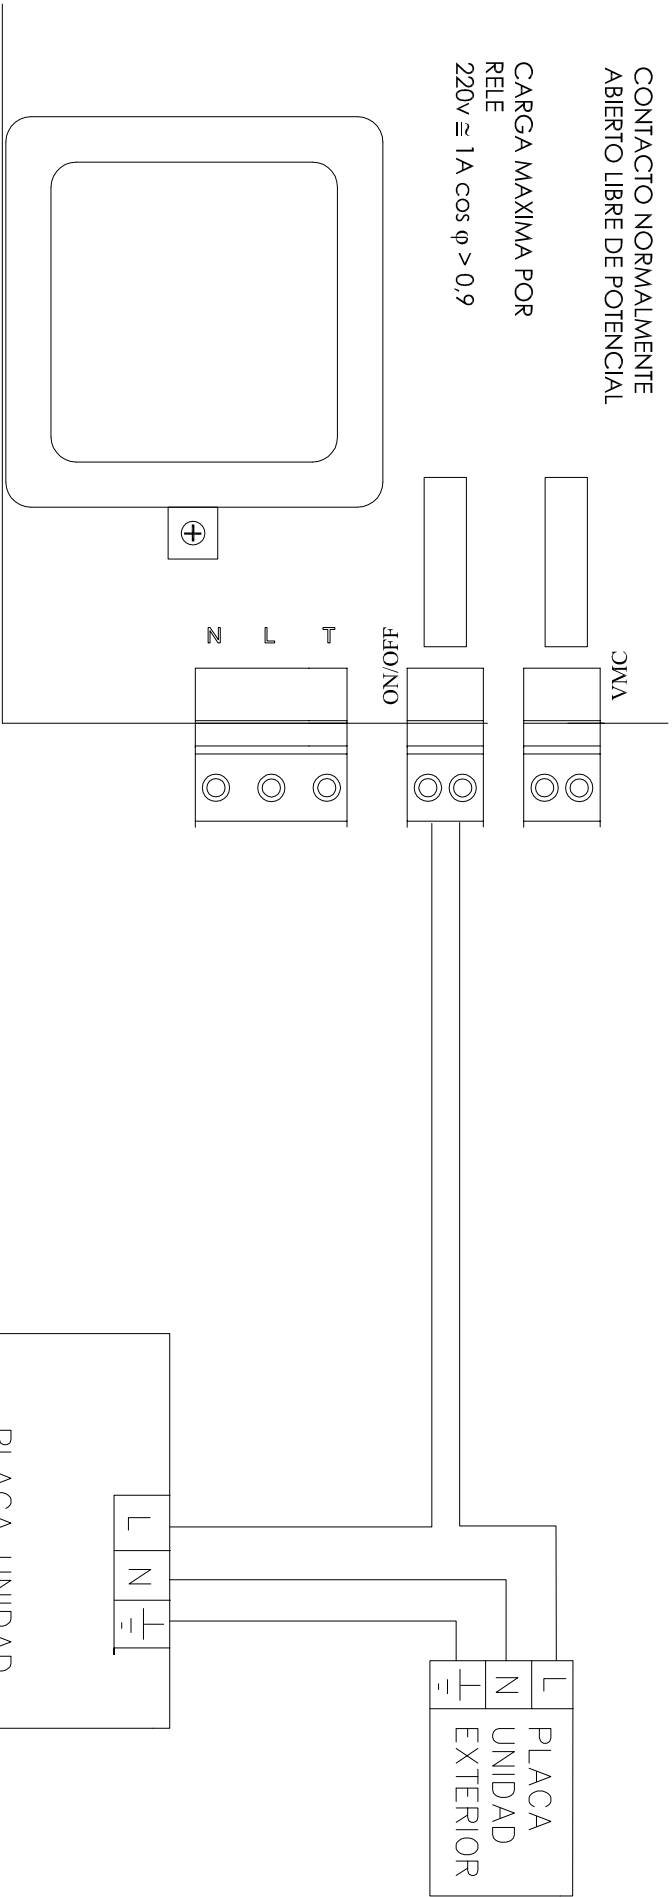 CONTACTO NORMALMENTE
ABIERTO LIBRE DE POTENCIAL
CARGA MAXIMA POR
RELE
220v ≅ 1A cos φ > 0,9
VMC
ON/OFF
T
L
N
L
N
PLACA
UNIDAD
EXTERIOR
L
N
PLACA UNIDAD